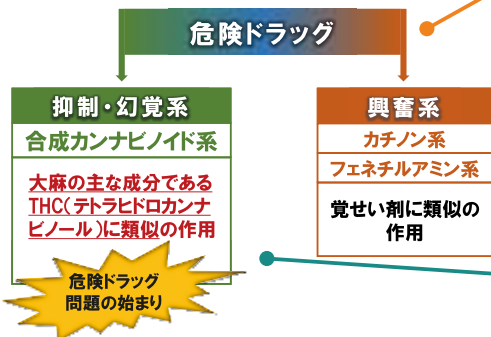 危険ドラッグ
抑制・幻覚系
合成カンナビノイド系
大麻の主な成分である
THC(テトラヒドロカンナ
ビノール)に類似の作用
危険ドラッグ
問題の始まり
興奮系
カチノン系
フェネチルアミン系
覚せい剤に類似の
作用